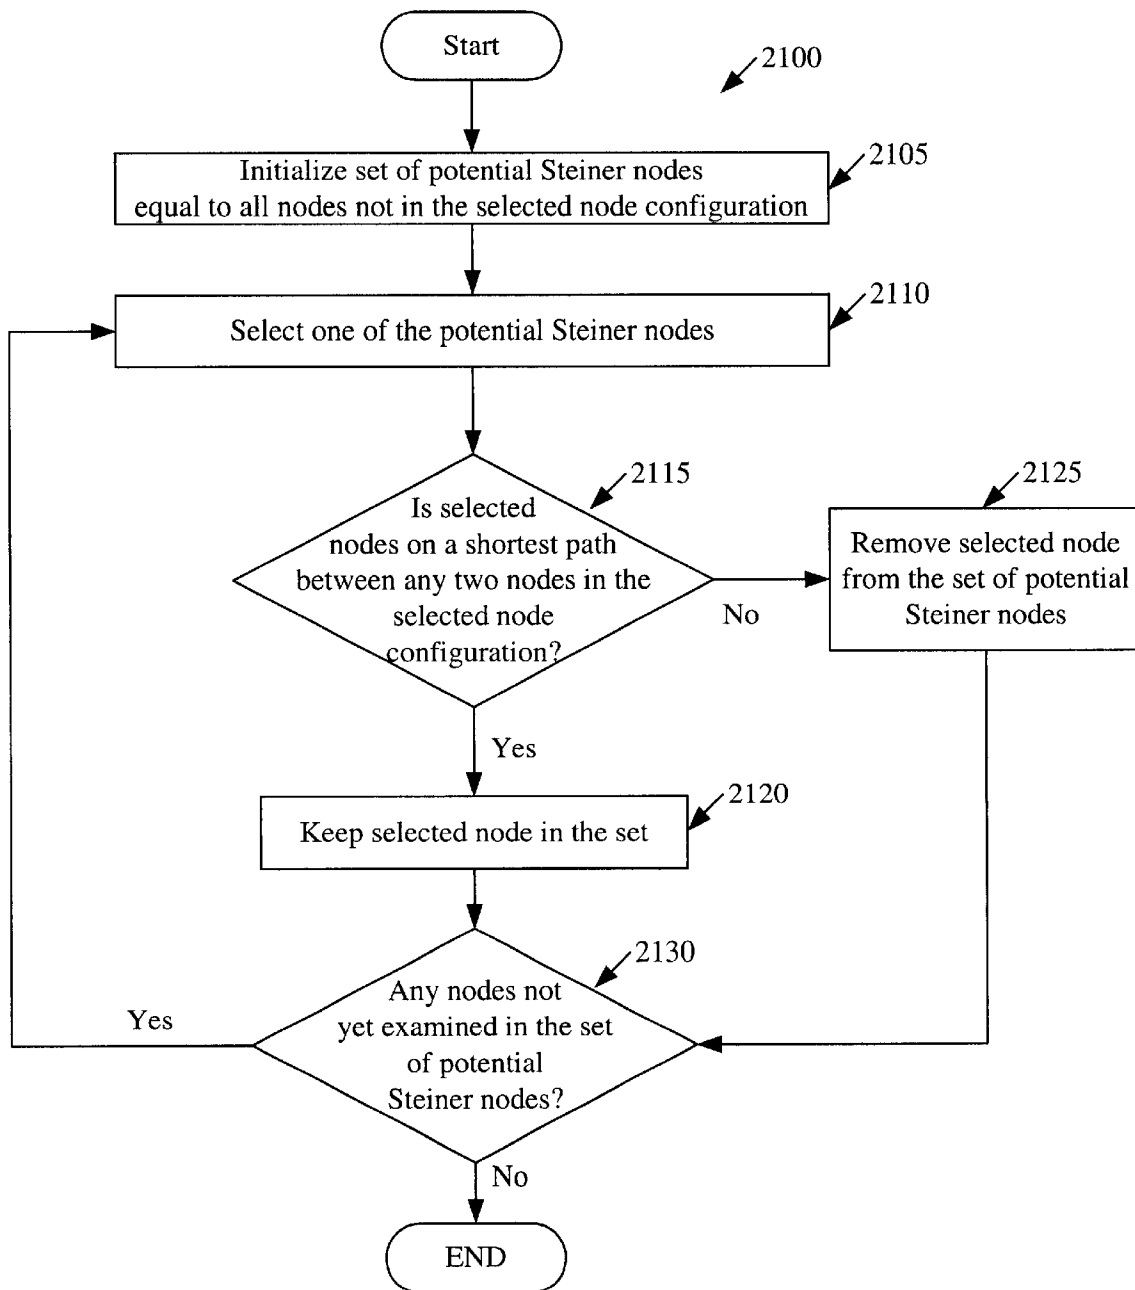 Start
2100
Initialize set of potential Steiner nodes
equal to all nodes not in the selected node configuration
2105
Select one of the potential Steiner nodes
2110
Is selected
nodes on a shortest path
between any two nodes in the
selected node
configuration?
2115
No
Remove selected node
from the set of potential
Steiner nodes
2125
Yes
Keep selected node in the set
2120
Any nodes not
yet examined in the set
of potential
Steiner nodes?
2130
Yes
No
END